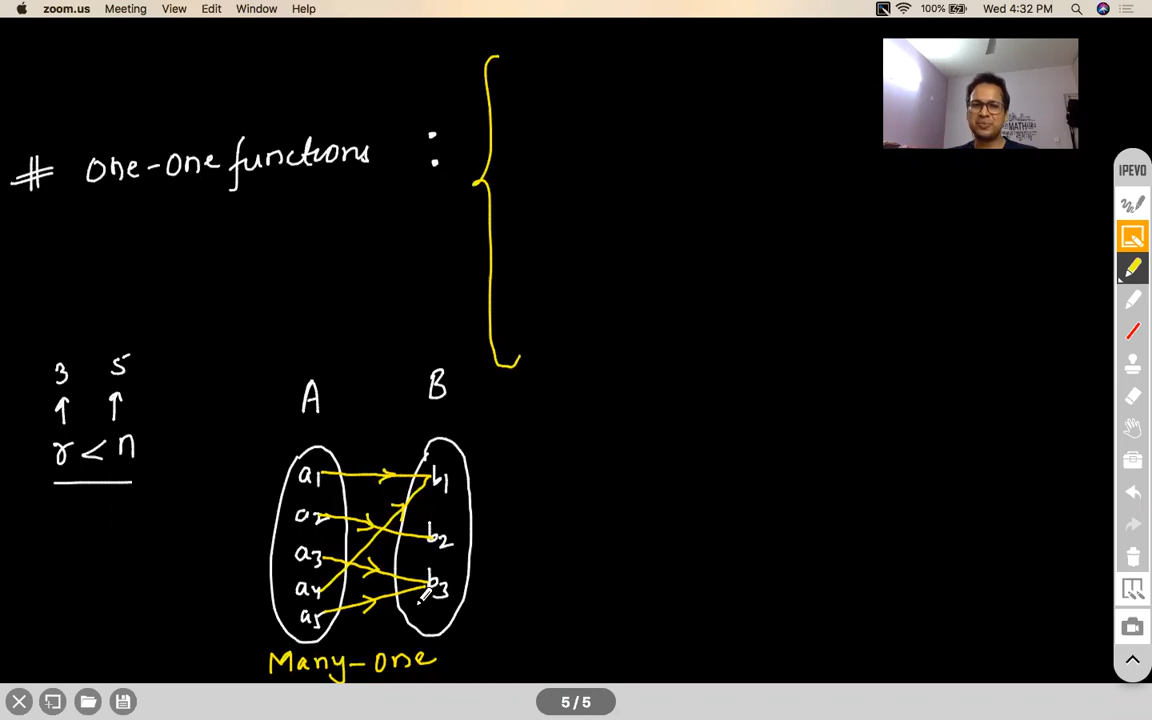 zoom.us Meeting View Edit Window Help 100% Wed 4:32 PM
MATH
IPEVO
# one-one functions :
3 5
r < n
A B
a1 b1
a2 b2
a3 b3
a4
a5
Many-one
5 / 5